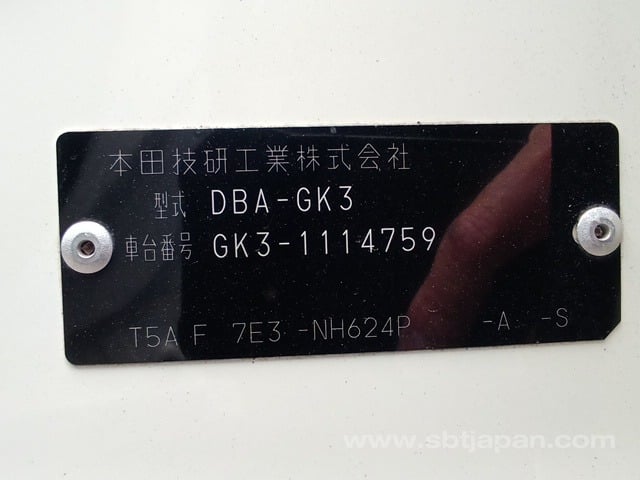 本田技研工業株式会社
型式 DBA-GK3
車台番号 GK3-1114759
T5A F 7E3 -NH624P -A -S
www.sbtjapan.com